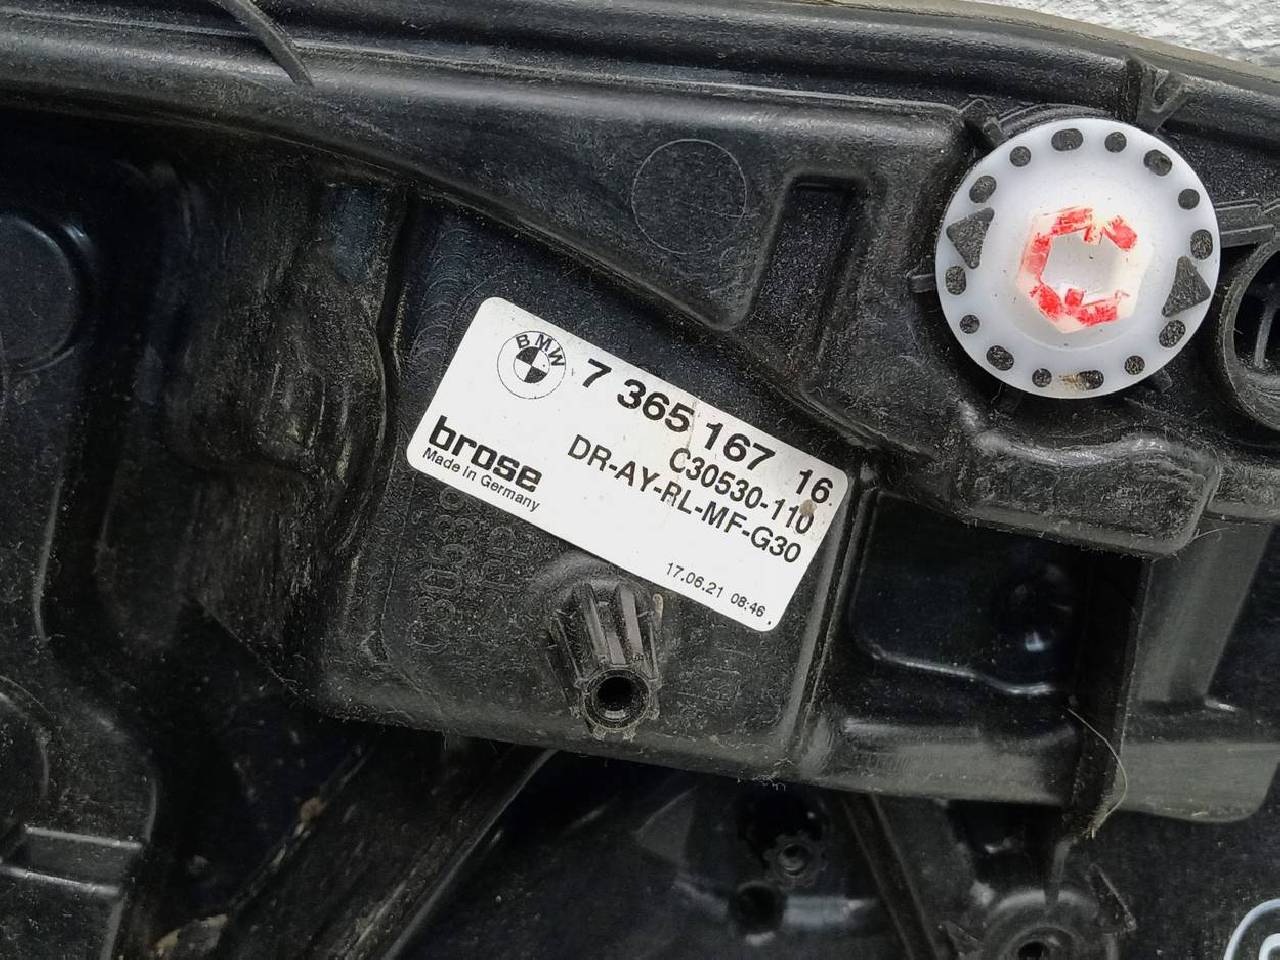 BMW
7 365 167 16
C30530-110
DR-AY-RL-MF-G30
brose
Made in Germany
17.06.21 08:46